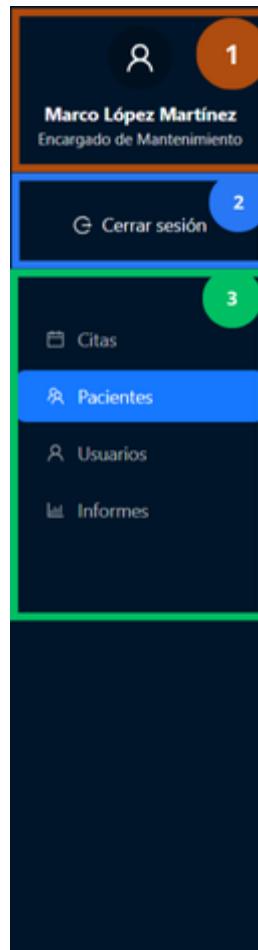 1
Marco López Martínez
Encargado de Mantenimiento
2
Cerrar sesión
3
Citas
Pacientes
Usuarios
Informes